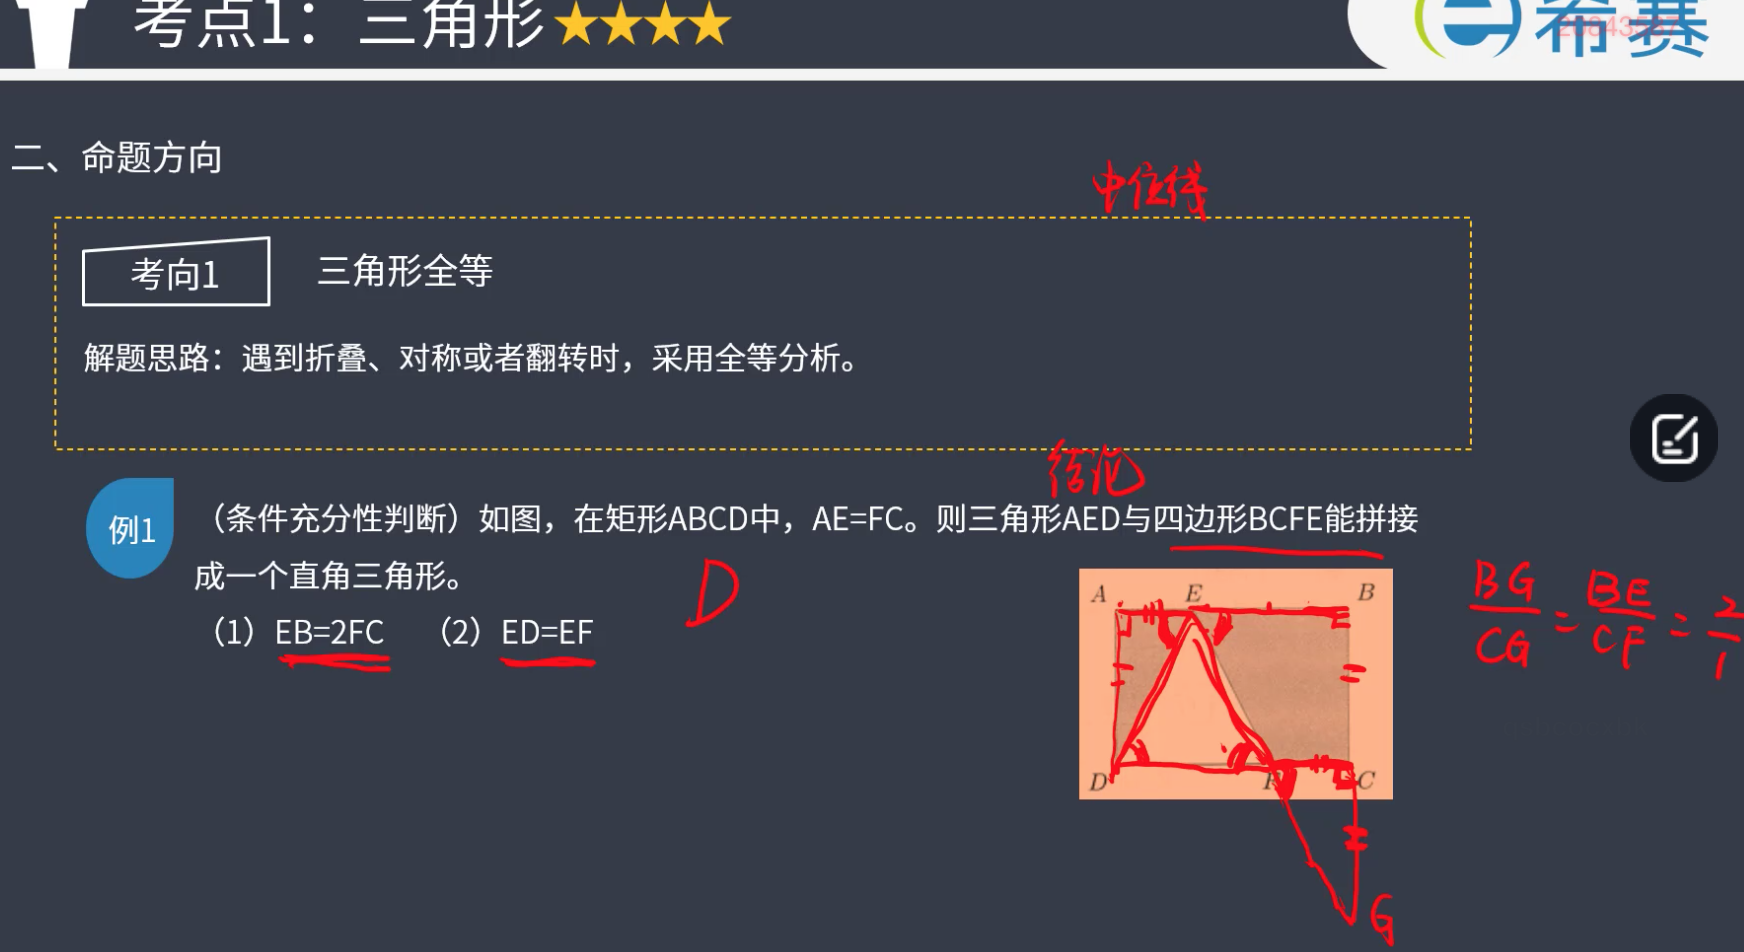 考点1：三角形★★★★
希赛
二、命题方向
中位线
考向1
三角形全等
解题思路：遇到折叠、对称或者翻转时，采用全等分析。
结论
例1
（条件充分性判断）如图，在矩形ABCD中，AE=FC。则三角形AED与四边形BCFE能拼接
成一个直角三角形。
（1）EB=2FC （2）ED=EF
D
A E B
D F C
G
BG/CG = BE/CF = 2/1